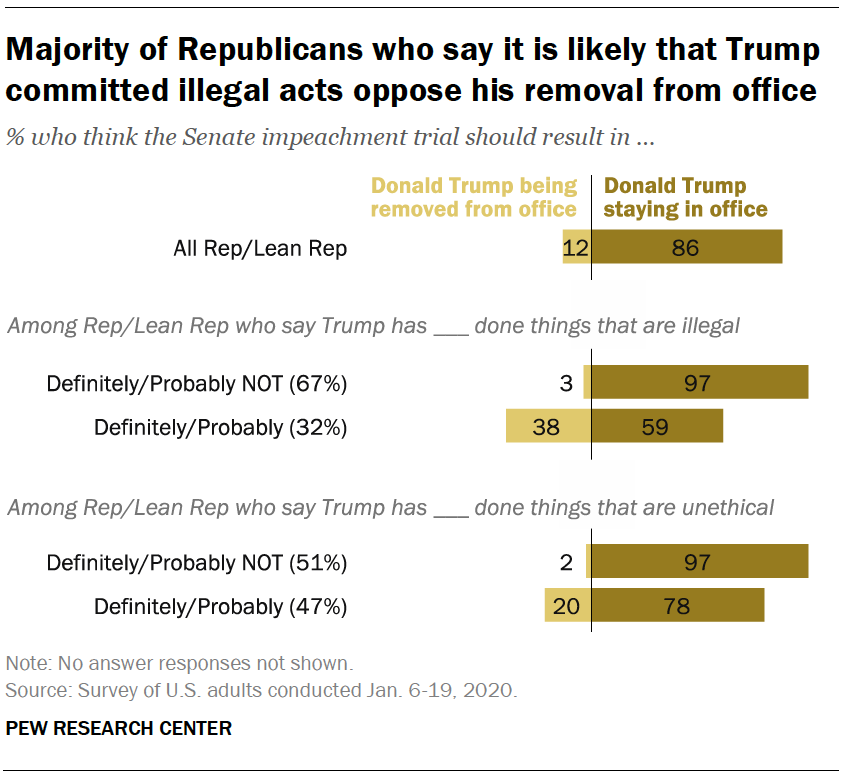 Majority of Republicans who say it is likely that Trump
committed illegal acts oppose his removal from office
% who think the Senate impeachment trial should result in ...
Donald Trump being
removed from office
Donald Trump
staying in office
All Rep/Lean Rep 12 86
Among Rep/Lean Rep who say Trump has ___ done things that are illegal
Definitely/Probably NOT (67%) 3 97
Definitely/Probably (32%) 38 59
Among Rep/Lean Rep who say Trump has ___ done things that are unethical
Definitely/Probably NOT (51%) 2 97
Definitely/Probably (47%) 20 78
Note: No answer responses not shown.
Source: Survey of U.S. adults conducted Jan. 6-19, 2020.
PEW RESEARCH CENTER